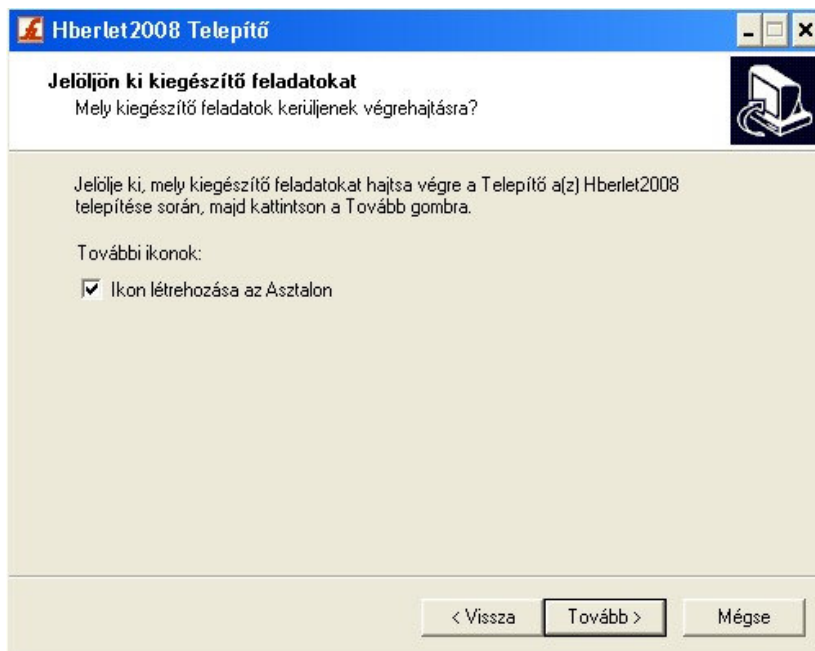 Hberlet2008 Telepítő
Jelöljön ki kiegészítő feladatokat
Mely kiegészítő feladatok kerüljenek végrehajtásra?
Jelölje ki, mely kiegészítő feladatokat hajtsa végre a Telepítő a(z) Hberlet2008
telepítése során, majd kattintson a Tovább gombra.
További ikonok:
Ikon létrehozása az Asztalon
< Vissza
Tovább >
Mégse